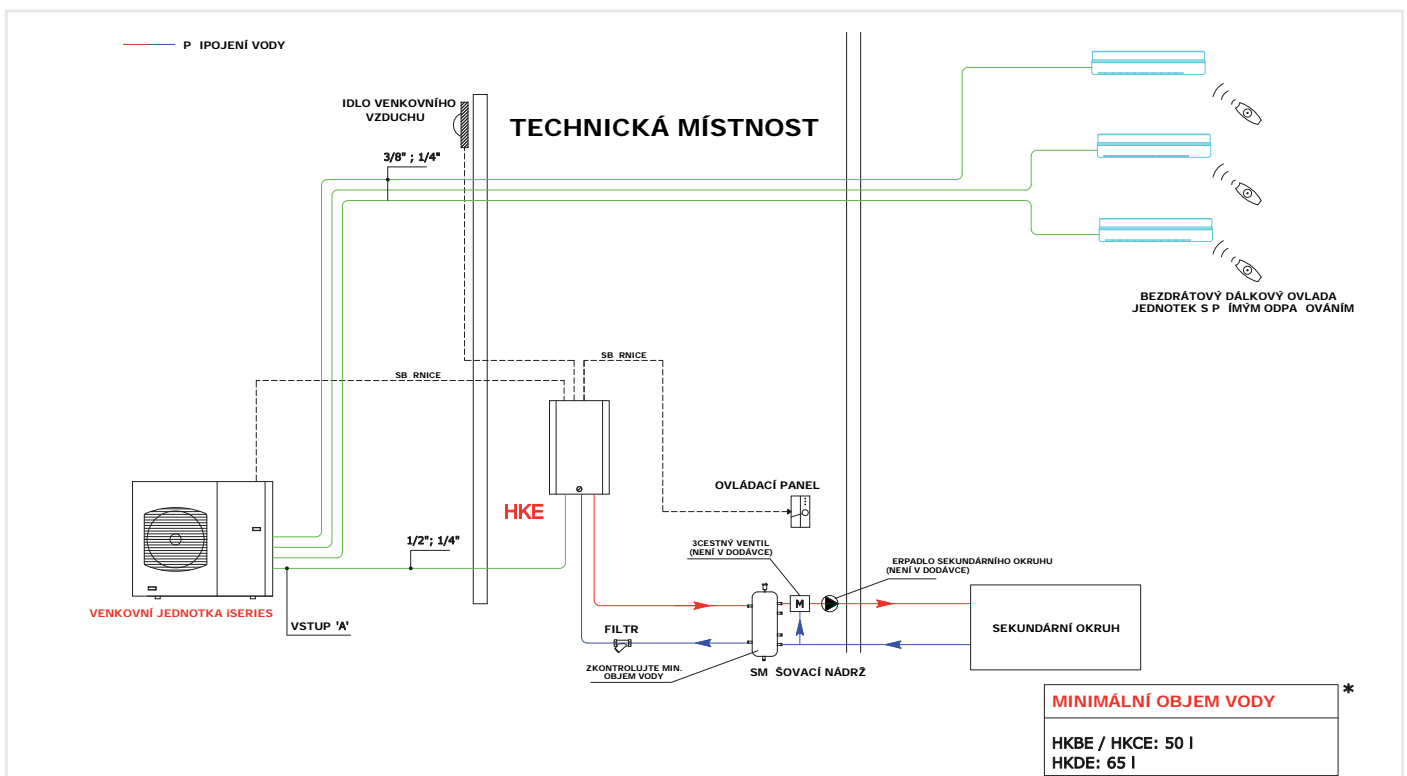 P IPOJENÍ VODY
IDLO VENKOVNÍHO
VZDUCHU
TECHNICKÁ MÍSTNOST
3/8" ; 1/4"
BEZDRÁTOVÝ DÁLKOVÝ OVLADA
JEDNOTEK S P ÍMÝM ODPA OVÁNÍM
SB RNICE
SB RNICE
HKE
OVLÁDACÍ PANEL
1/2"; 1/4"
3CESTNÝ VENTIL
(NENÍ V DODÁVCE)
ERPADLO SEKUNDÁRNÍHO OKRUHU
(NENÍ V DODÁVCE)
M
VENKOVNÍ JEDNOTKA iSERIES
VSTUP 'A'
FILTR
SEKUNDÁRNÍ OKRUH
ZKONTROLUJTE MIN.
OBJEM VODY
SM ŠOVACÍ NÁDRŽ
MINIMÁLNÍ OBJEM VODY *
HKBE / HKCE: 50 l
HKDE: 65 l